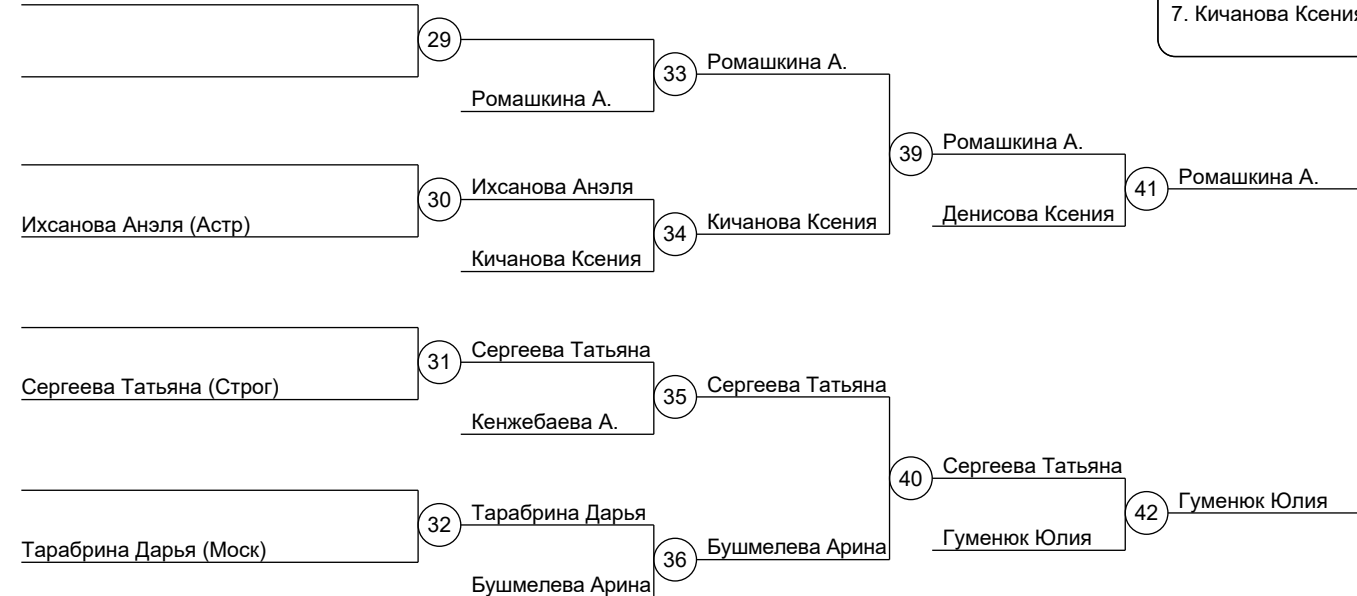 7. Кичанова Ксения
29
33
Ромашкина А.
Ромашкина А.
39
Ромашкина А.
41
Ромашкина А.
30
Ихсанова Анэля
Ихсанова Анэля (Астр)
34
Кичанова Ксения
Денисова Ксения
Кичанова Ксения
31
Сергеева Татьяна
Сергеева Татьяна (Строг)
35
Сергеева Татьяна
Кенжебаева А.
40
Сергеева Татьяна
42
Гуменюк Юлия
32
Тарабрина Дарья
Тарабрина Дарья (Моск)
36
Бушмелева Арина
Гуменюк Юлия
Бушмелева Арина